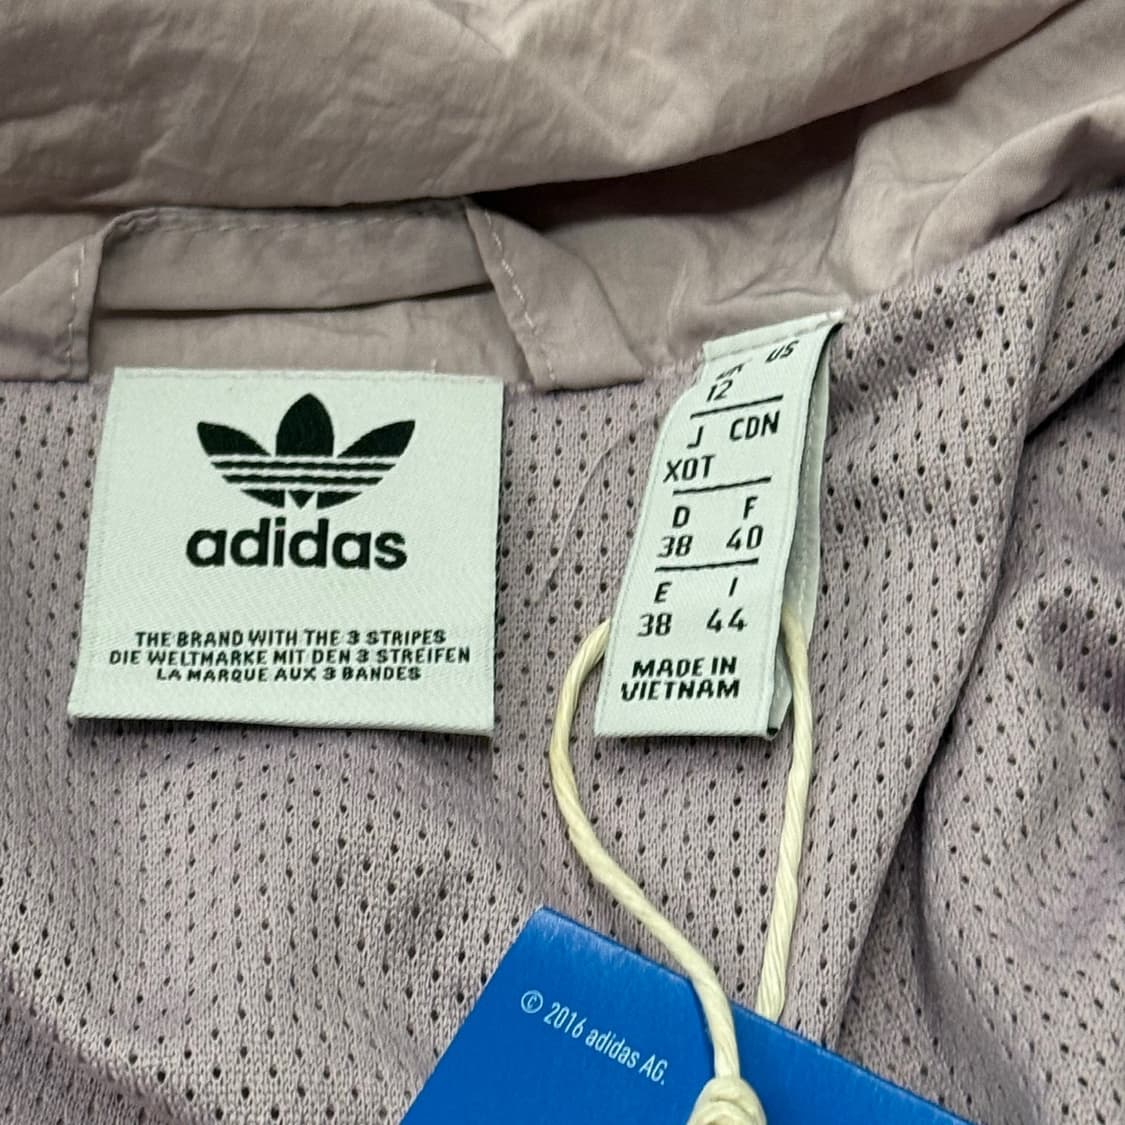 adidas
THE BRAND WITH THE 3 STRIPES
DIE WELTMARKE MIT DEN 3 STREIFEN
LA MARQUE AUX 3 BANDES
US
12
J CDN
XOT
D F
38 40
E I
38 44
MADE IN
VIETNAM
© 2016 adidas AG.